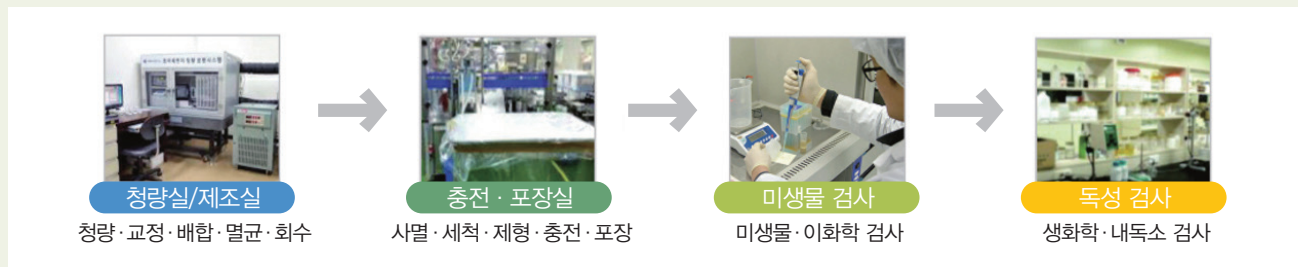 청량실/제조실
청량·교정·배합·멸균·회수
충전·포장실
사멸·세척·제형·충전·포장
미생물 검사
미생물·이화학 검사
독성 검사
생화학·내독소 검사